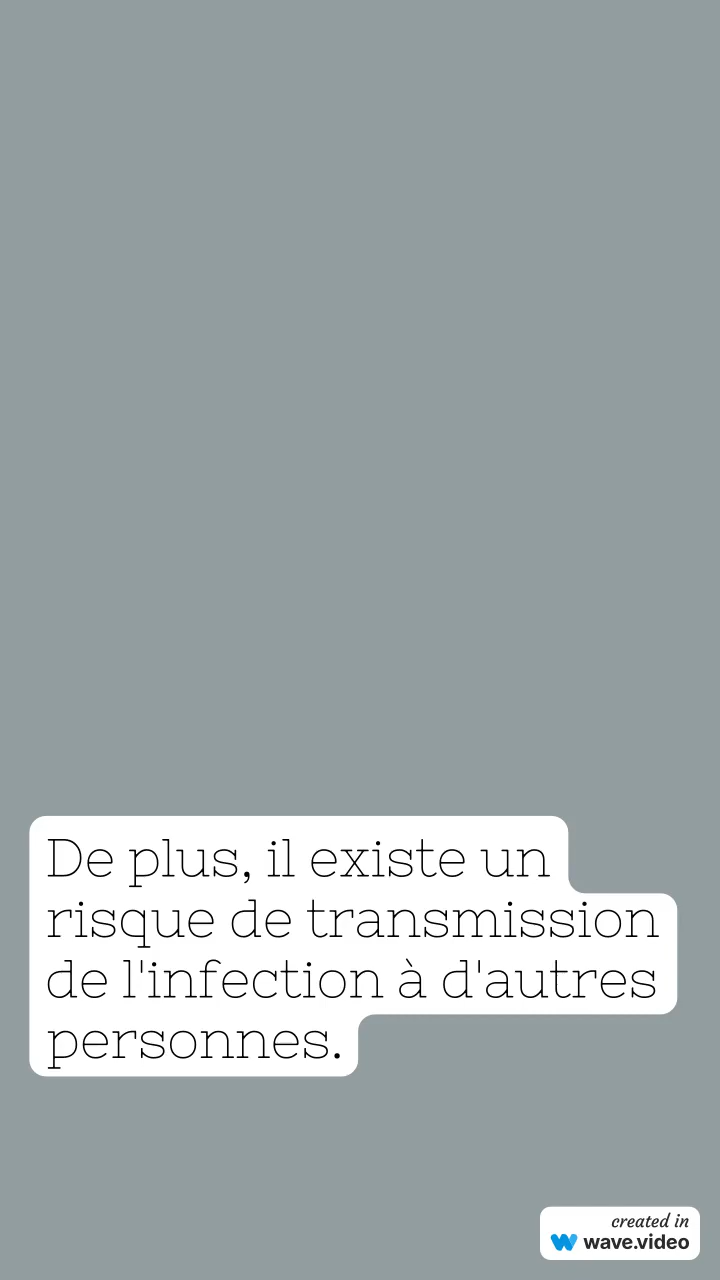 De plus, il existe un
risque de transmission
de l'infection à d'autres
personnes.
created in
wave.video